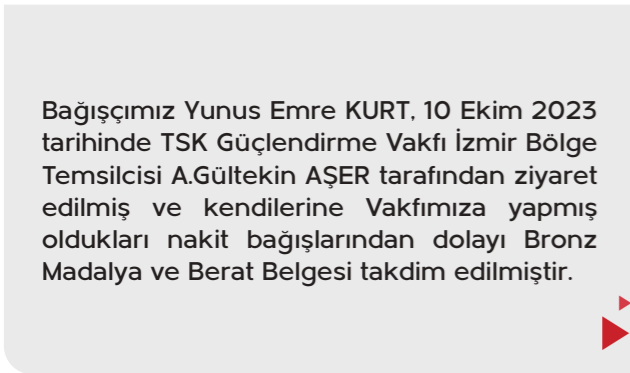 Bağışçımız Yunus Emre KURT, 10 Ekim 2023
tarihinde TSK Güçlendirme Vakfı İzmir Bölge
Temsilcisi A.Gültekin AŞER tarafından ziyaret
edilmiş ve kendilerine Vakfımıza yapmış
oldukları nakit bağışlarından dolayı Bronz
Madalya ve Berat Belgesi takdim edilmiştir.